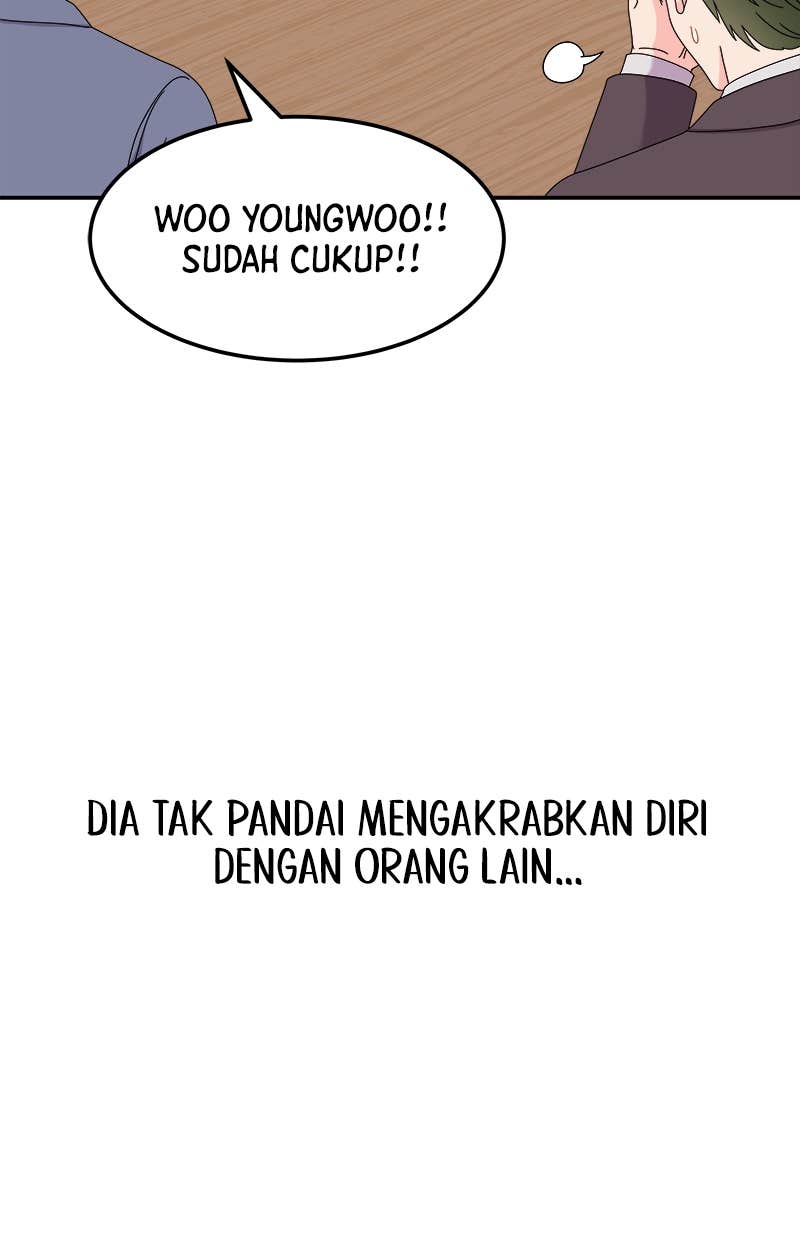 WOO YOUNGWOO!!
SUDAH CUKUP!!
DIA TAK PANDAI MENGAKRABKAN DIRI
DENGAN ORANG LAIN...